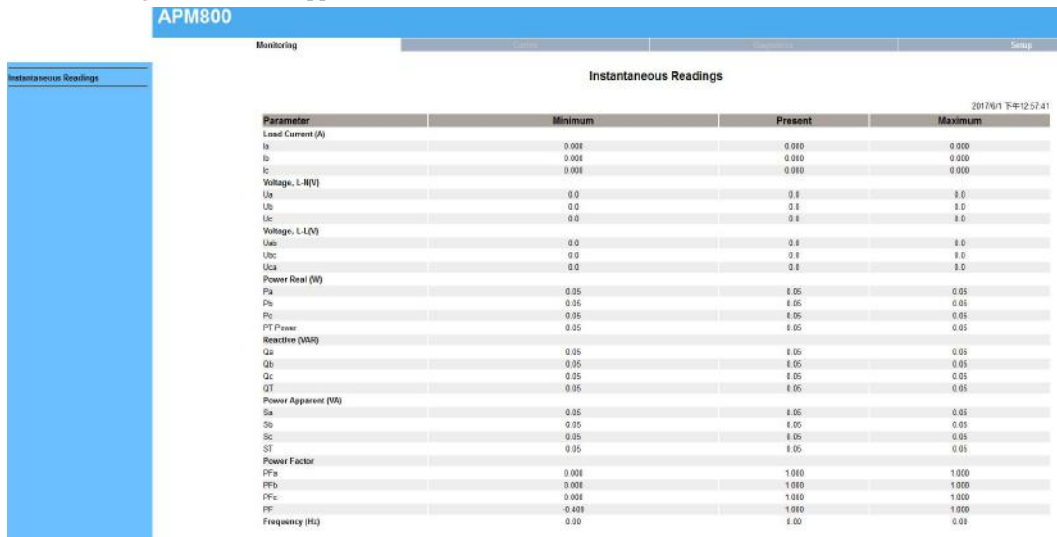 APM800
Monitoring Setup
Instantaneous Readings
Instantaneous Readings
2017/6/1 下午12:57:41
Parameter Minimum Present Maximum
Load Current (A)
Ia 0.000 0.000 0.000
Ib 0.000 0.000 0.000
Ic 0.000 0.000 0.000
Voltage, L-N(V)
Ua 0.0 0.0 0.0
Ub 0.0 0.0 0.0
Uc 0.0 0.0 0.0
Voltage, L-L(V)
Uab 0.0 0.0 0.0
Ubc 0.0 0.0 0.0
Uca 0.0 0.0 0.0
Power Real (W)
Pa 0.05 0.05 0.05
Pb 0.05 0.05 0.05
Pc 0.05 0.05 0.05
PT Power 0.05 0.05 0.05
Reactive (VAR)
Qa 0.05 0.05 0.05
Qb 0.05 0.05 0.05
Qc 0.05 0.05 0.05
QT 0.05 0.05 0.05
Power Apparent (VA)
Sa 0.05 0.05 0.05
Sb 0.05 0.05 0.05
Sc 0.05 0.05 0.05
ST 0.05 0.05 0.05
Power Factor
PFa 0.000 1.000 1.000
PFb 0.000 1.000 1.000
PFc 0.000 1.000 1.000
PF -0.400 1.000 1.000
Frequency (Hz) 0.00 0.00 0.00